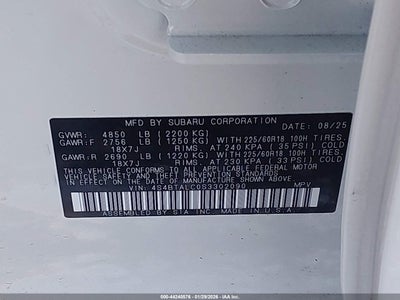 MFD BY SUBARU CORPORATION DATE: 08/25
GVWR: 4850 LB (2200 KG)
GAWR:F 2756 LB (1250 KG) WITH 225/60R18 100H TIRES,
18X7J RIMS, AT 240 KPA (35 PSI) COLD
GAWR:R 2690 LB (1220 KG) WITH 225/60R18 100H TIRES,
18X7J RIMS, AT 230 KPA (33 PSI) COLD
THIS VEHICLE CONFORMS TO ALL APPLICABLE FEDERAL MOTOR
VEHICLE SAFETY, BUMPER, AND THEFT PREVENTION STANDARDS
IN EFFECT ON THE DATE OF MANUFACTURE SHOWN ABOVE.
VIN: 4S4BTALC0S3302090 MPV
ASSEMBLED BY SIA INC. MADE IN U.S.A.
500-44240576 - 01/29/2026 - IAA Inc.